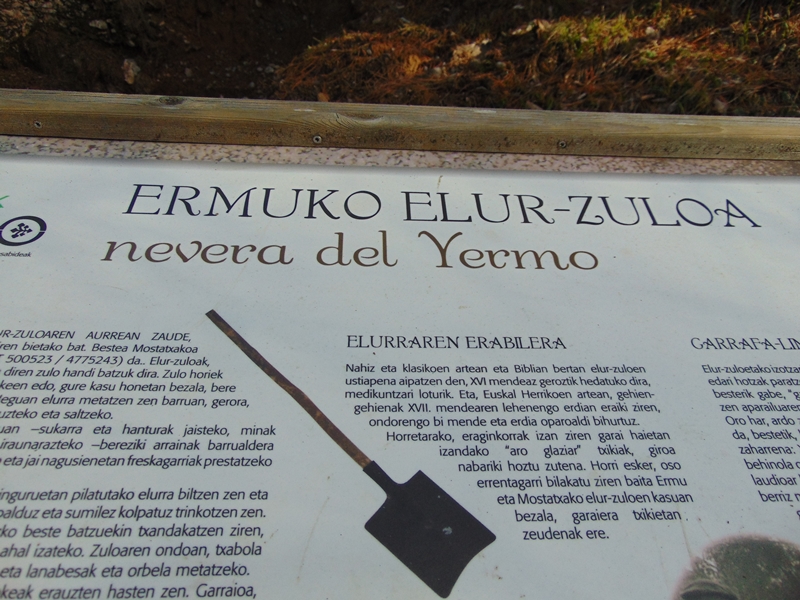 ERMUKO ELUR-ZULOA
nevera del Yermo
UR-ZULOAREN AURREAN ZAUDE,
ren bietako bat. Bestea Mostatxakoa
T 500523 / 4775243) da.. Elur-zuloak,
diren zulo handi batzuk dira. Zulo horiek
keen edo, gure kasu honetan bezala, bere
Neguan elurra metatzen zen barruan, gerora,
uzteko eta saltzeko.
uan –sukarra eta hanturak jaisteko, minak
iraunarazteko –bereziki arrainak barrualdera
eta jai nagusienetan freskagarriak prestatzeko
inguruetan pilatutako elurra biltzen zen eta
palduz eta sumilez kolpatuz trinkotzen zen.
ko beste batzuekin txandakatzen ziren,
ahal izateko. Zuloaren ondoan, txabola
eta lanabesak eta orbela metatzeko.
keak erauzten hasten zen. Garraioa,
ELURRAREN ERABILERA
Nahiz eta klasikoen artean eta Biblian bertan elur-zuloen
ustiapena aipatzen den, XVI mendeaz geroztik hedatuko dira,
medikuntzari loturik. Eta, Euskal Herrikoen artean, gehien-
gehienak XVII. mendearen lehenengo erdian eraiki ziren,
ondorengo bi mende eta erdia oparoaldi bihurtuz.
Horretarako, eraginkorrak izan ziren garai haietan
izandako "aro glaziar" txikiak, giroa
nabariki hoztu zutena. Horri esker, oso
errentagarri bilakatu ziren baita Ermu
eta Mostatxako elur-zuloen kasuan
bezala, garaiera txikietan
zeudenak ere.
GARRAFA-LIM
Elur-zuloetako izotza
edari hotzak paratz
besterik gabe, "g
zen aparailuaren
Oro har, ardo
da, bestetik,
zaharrena:
behinola
laudioar
berriz